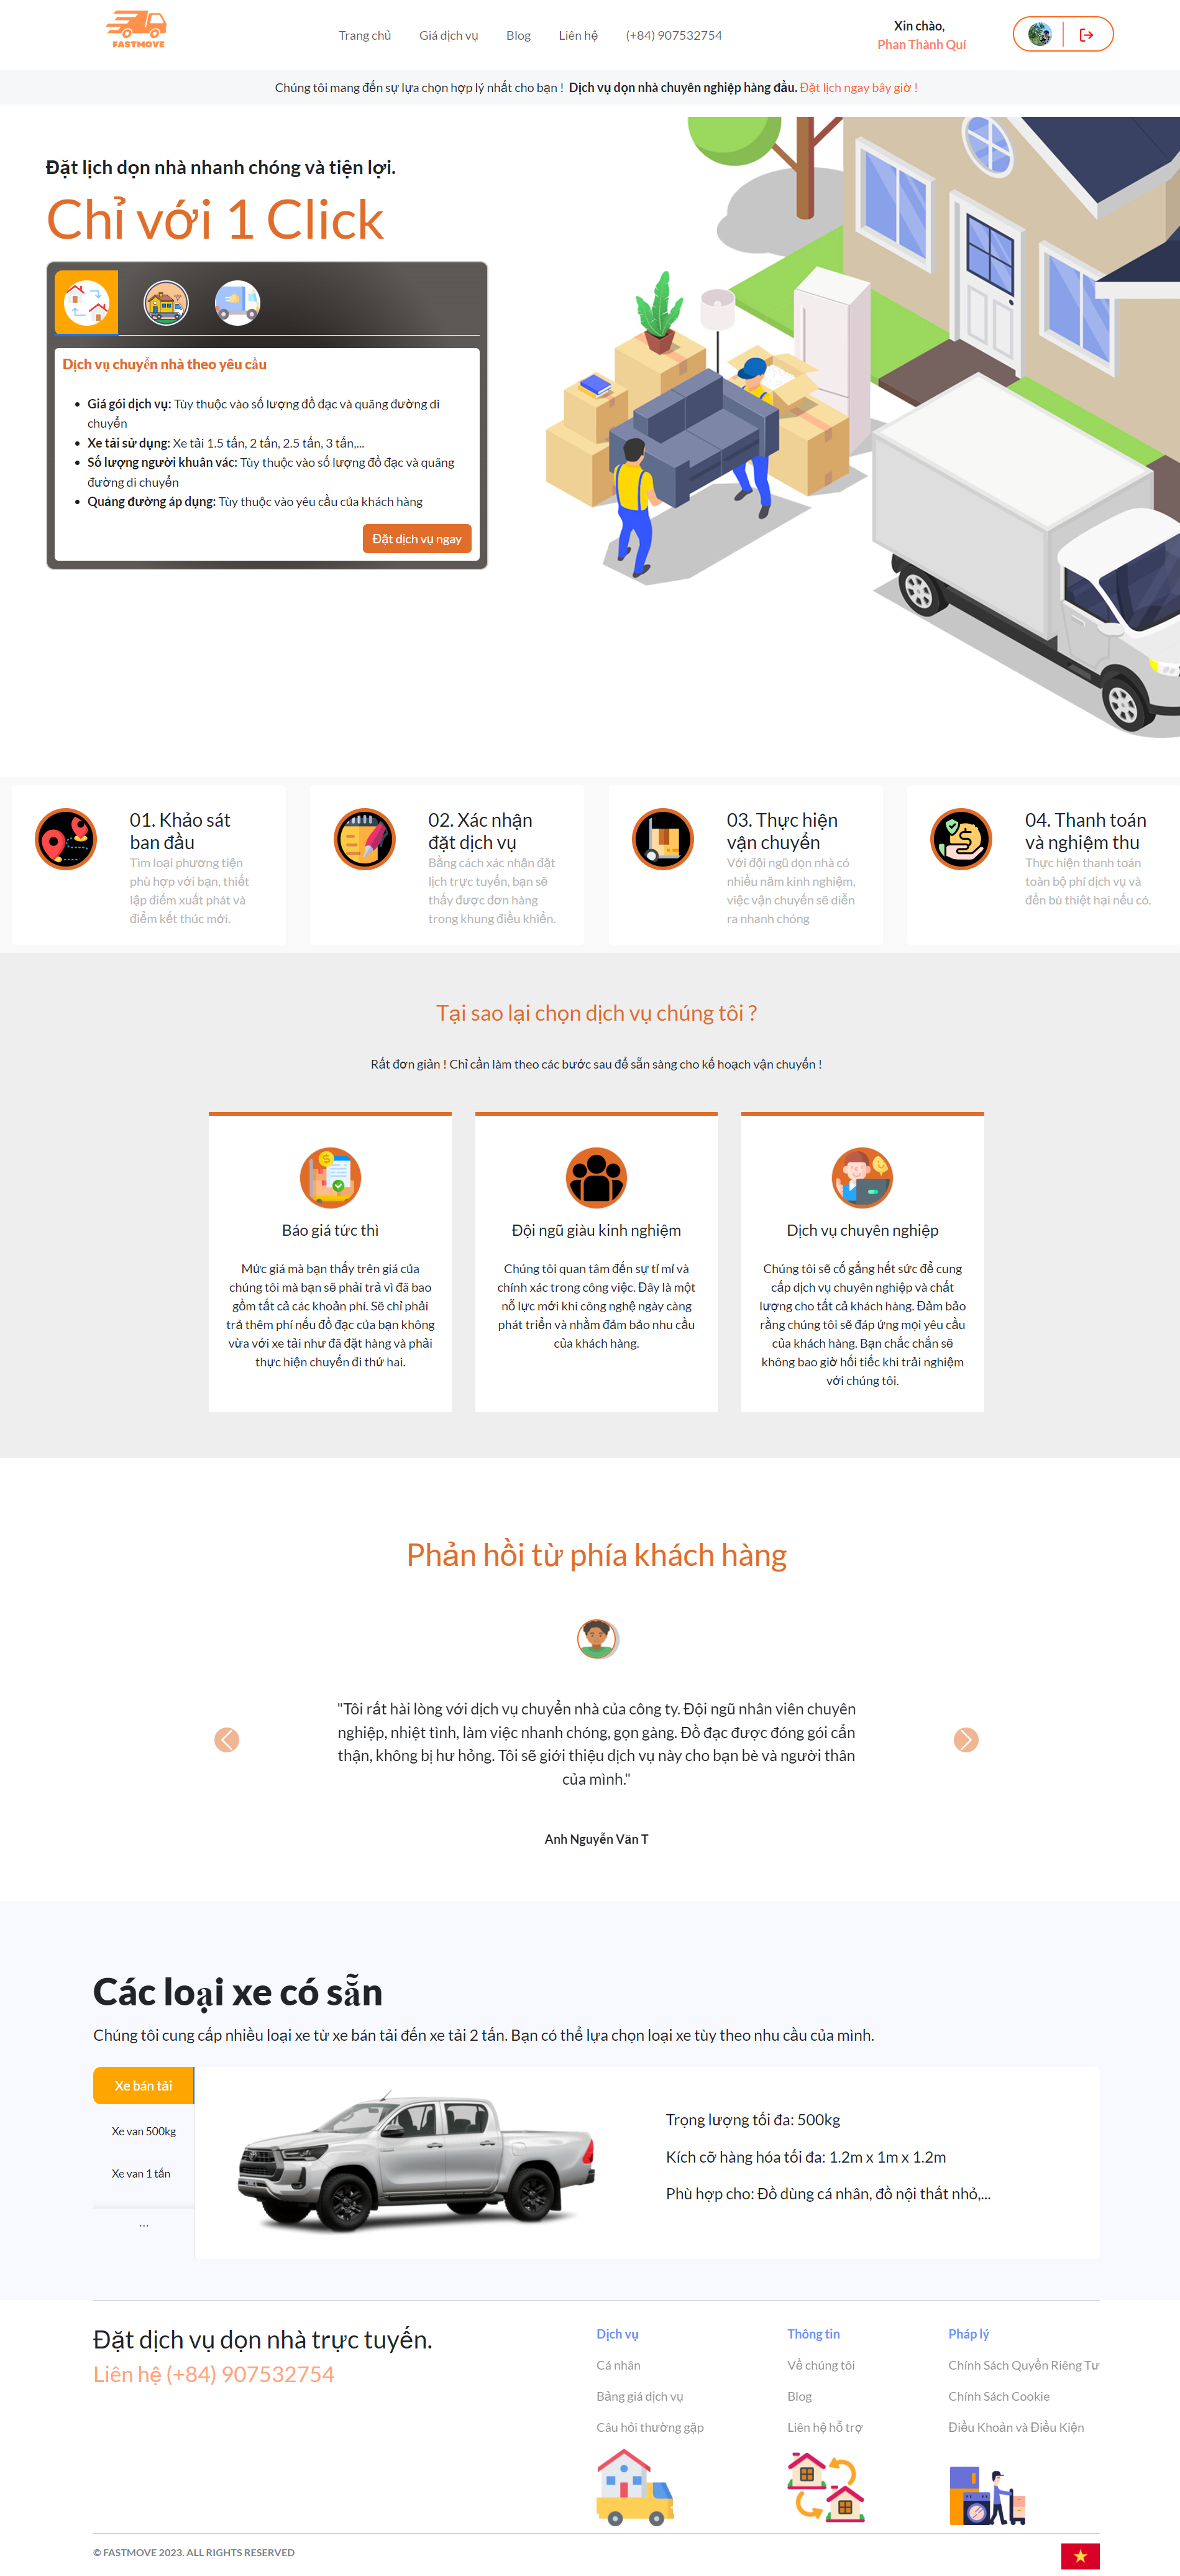 FASTMOVE
Trang chủ
Giá dịch vụ
Blog
Liên hệ
(+84) 907532754
Xin chào,
Phan Thành Quí
Chúng tôi mang đến sự lựa chọn hợp lý nhất cho bạn ! Dịch vụ dọn nhà chuyên nghiệp hàng đầu. Đặt lịch ngay bây giờ !
Đặt lịch dọn nhà nhanh chóng và tiện lợi.
Chỉ với 1 Click
Dịch vụ chuyển nhà theo yêu cầu
Giá gói dịch vụ: Tùy thuộc vào số lượng đồ đạc và quãng đường di
chuyển
Xe tải sử dụng: Xe tải 1.5 tấn, 2 tấn, 2.5 tấn, 3 tấn,...
Số lượng người khuân vác: Tùy thuộc vào số lượng đồ đạc và quãng
đường di chuyển
Quảng đường áp dụng: Tùy thuộc vào yêu cầu của khách hàng
Đặt dịch vụ ngay
01. Khảo sát
ban đầu
Tìm loại phương tiện
phù hợp với bạn, thiết
lập điểm xuất phát và
điểm kết thúc mới.
02. Xác nhận
đặt dịch vụ
Bằng cách xác nhận đặt
lịch trực tuyến, bạn sẽ
thấy được đơn hàng
trong khung điều khiển.
03. Thực hiện
vận chuyển
Với đội ngũ dọn nhà có
nhiều năm kinh nghiệm,
việc vận chuyển sẽ diễn
ra nhanh chóng
04. Thanh toán
và nghiệm thu
Thực hiện thanh toán
toàn bộ phí dịch vụ và
đền bù thiệt hại nếu có.
Tại sao lại chọn dịch vụ chúng tôi ?
Rất đơn giản ! Chỉ cần làm theo các bước sau để sẵn sàng cho kế hoạch vận chuyển !
Báo giá tức thì
Mức giá mà bạn thấy trên giá của
chúng tôi mà bạn sẽ phải trả vì đã bao
gồm tất cả các khoản phí. Sẽ chỉ phải
trả thêm phí nếu đồ đạc của bạn không
vừa với xe tải như đã đặt hàng và phải
thực hiện chuyến đi thứ hai.
Đội ngũ giàu kinh nghiệm
Chúng tôi quan tâm đến sự tỉ mỉ và
chính xác trong công việc. Đây là một
nỗ lực mới khi công nghệ ngày càng
phát triển và nhằm đảm bảo nhu cầu
của khách hàng.
Dịch vụ chuyên nghiệp
Chúng tôi sẽ cố gắng hết sức để cung
cấp dịch vụ chuyên nghiệp và chất
lượng cho tất cả khách hàng. Đảm bảo
rằng chúng tôi sẽ đáp ứng mọi yêu cầu
của khách hàng. Bạn chắc chắn sẽ
không bao giờ hối tiếc khi trải nghiệm
với chúng tôi.
Phản hồi từ phía khách hàng
"Tôi rất hài lòng với dịch vụ chuyển nhà của công ty. Đội ngũ nhân viên chuyên
nghiệp, nhiệt tình, làm việc nhanh chóng, gọn gàng. Đồ đạc được đóng gói cẩn
thận, không bị hư hỏng. Tôi sẽ giới thiệu dịch vụ này cho bạn bè và người thân
của mình."
Anh Nguyễn Văn T
Các loại xe có sẵn
Chúng tôi cung cấp nhiều loại xe từ xe bán tải đến xe tải 2 tấn. Bạn có thể lựa chọn loại xe tùy theo nhu cầu của mình.
Xe bán tải
Xe van 500kg
Xe van 1 tấn
...
Trọng lượng tối đa: 500kg
Kích cỡ hàng hóa tối đa: 1.2m x 1m x 1.2m
Phù hợp cho: Đồ dùng cá nhân, đồ nội thất nhỏ,...
Đặt dịch vụ dọn nhà trực tuyến.
Liên hệ (+84) 907532754
Dịch vụ
Cá nhân
Bảng giá dịch vụ
Câu hỏi thường gặp
Thông tin
Về chúng tôi
Blog
Liên hệ hỗ trợ
Pháp lý
Chính Sách Quyền Riêng Tư
Chính Sách Cookie
Điều Khoản và Điều Kiện
© FASTMOVE 2023. ALL RIGHTS RESERVED